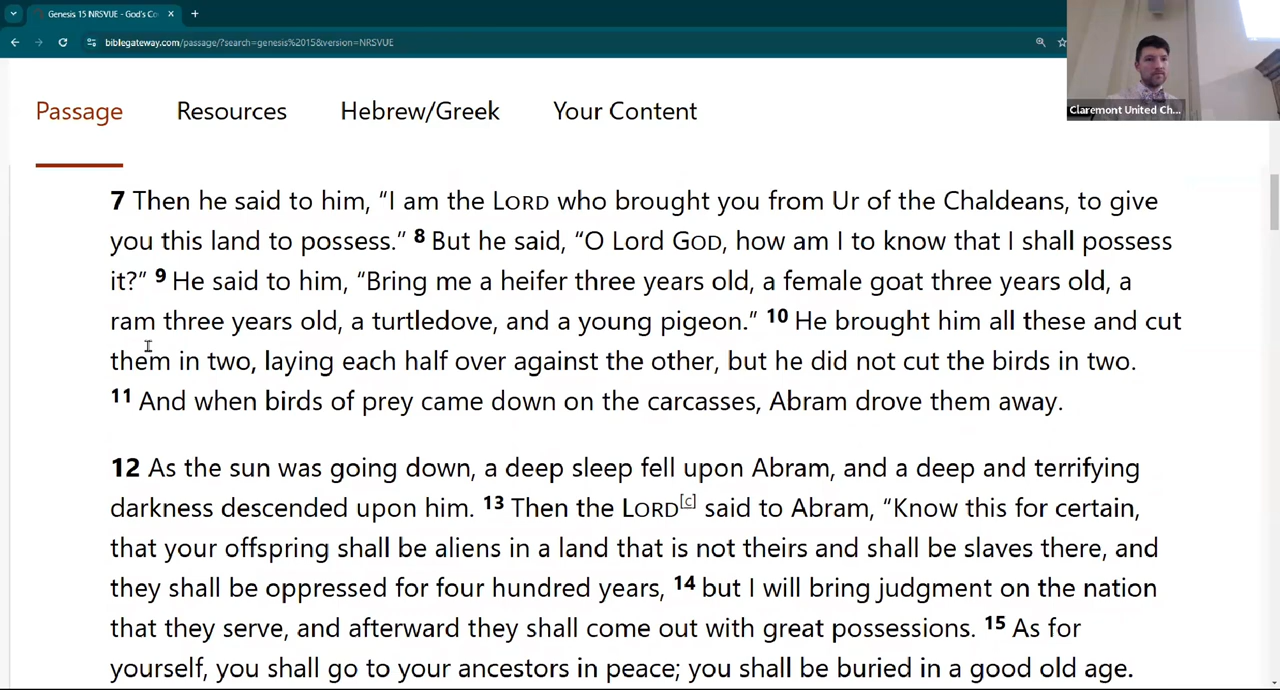 Genesis 15 NRSVUE - God's Co
biblegateway.com/passage/?search=genesis%2015&version=NRSVUE
Claremont United Ch...
Passage Resources Hebrew/Greek Your Content
7 Then he said to him, “I am the LORD who brought you from Ur of the Chaldeans, to give
you this land to possess.” 8 But he said, “O Lord GOD, how am I to know that I shall possess
it?” 9 He said to him, “Bring me a heifer three years old, a female goat three years old, a
ram three years old, a turtledove, and a young pigeon.” 10 He brought him all these and cut
them in two, laying each half over against the other, but he did not cut the birds in two.
11 And when birds of prey came down on the carcasses, Abram drove them away.
12 As the sun was going down, a deep sleep fell upon Abram, and a deep and terrifying
darkness descended upon him. 13 Then the LORD[c] said to Abram, “Know this for certain,
that your offspring shall be aliens in a land that is not theirs and shall be slaves there, and
they shall be oppressed for four hundred years, 14 but I will bring judgment on the nation
that they serve, and afterward they shall come out with great possessions. 15 As for
yourself, you shall go to your ancestors in peace; you shall be buried in a good old age.